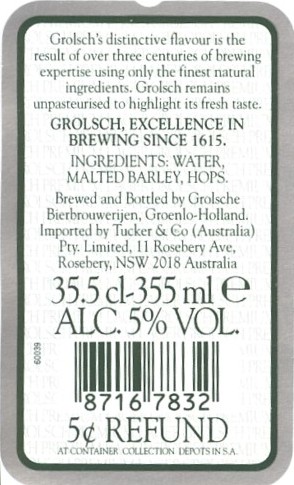 Grolsch's distinctive flavour is the
result of over three centuries of brewing
expertise using only the finest natural
ingredients. Grolsch remains
unpasteurised to highlight its fresh taste.
GROLSCH, EXCELLENCE IN
BREWING SINCE 1615.
INGREDIENTS: WATER,
MALTED BARLEY, HOPS.
Brewed and Bottled by Grolsche
Bierbrouwerijen, Groenlo-Holland.
Imported by Tucker & Co (Australia)
Pty. Limited, 11 Rosebery Ave,
Rosebery, NSW 2018 Australia
35.5 cl-355 ml ℮
ALC. 5% VOL.
60039
8716 7832
5¢ REFUND
AT CONTAINER COLLECTION DEPOTS IN S.A.